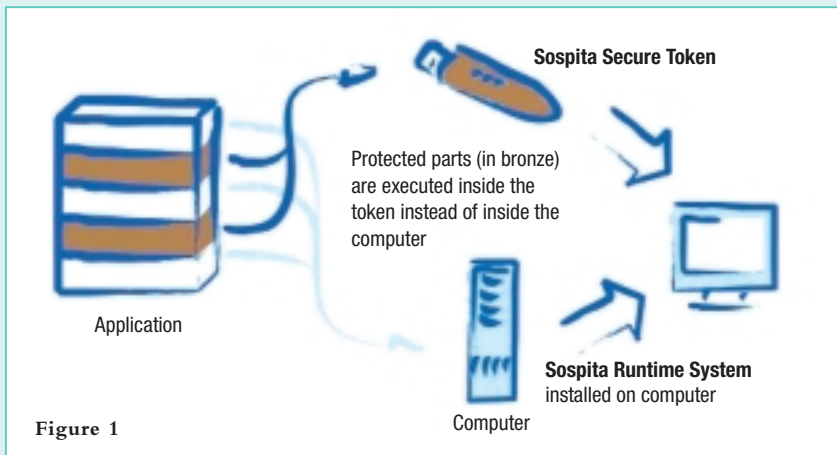 Sospita Secure Token
Protected parts (in bronze)
are executed inside the
token instead of inside the
computer
Application
Sospita Runtime System
installed on computer
Computer
Figure 1